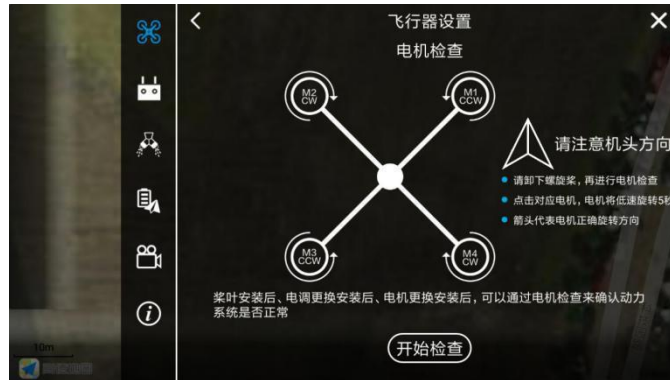 飞行器设置
电机检查
M2
CW
M1
CCW
请注意机头方向
请卸下螺旋桨，再进行电机检查
点击对应电机，电机将低速旋转5秒
箭头代表电机正确旋转方向
M3
CCW
M4
CW
桨叶安装后、电调更换安装后、电机更换安装后，可以通过电机检查来确认动力
系统是否正常
开始检查
10m